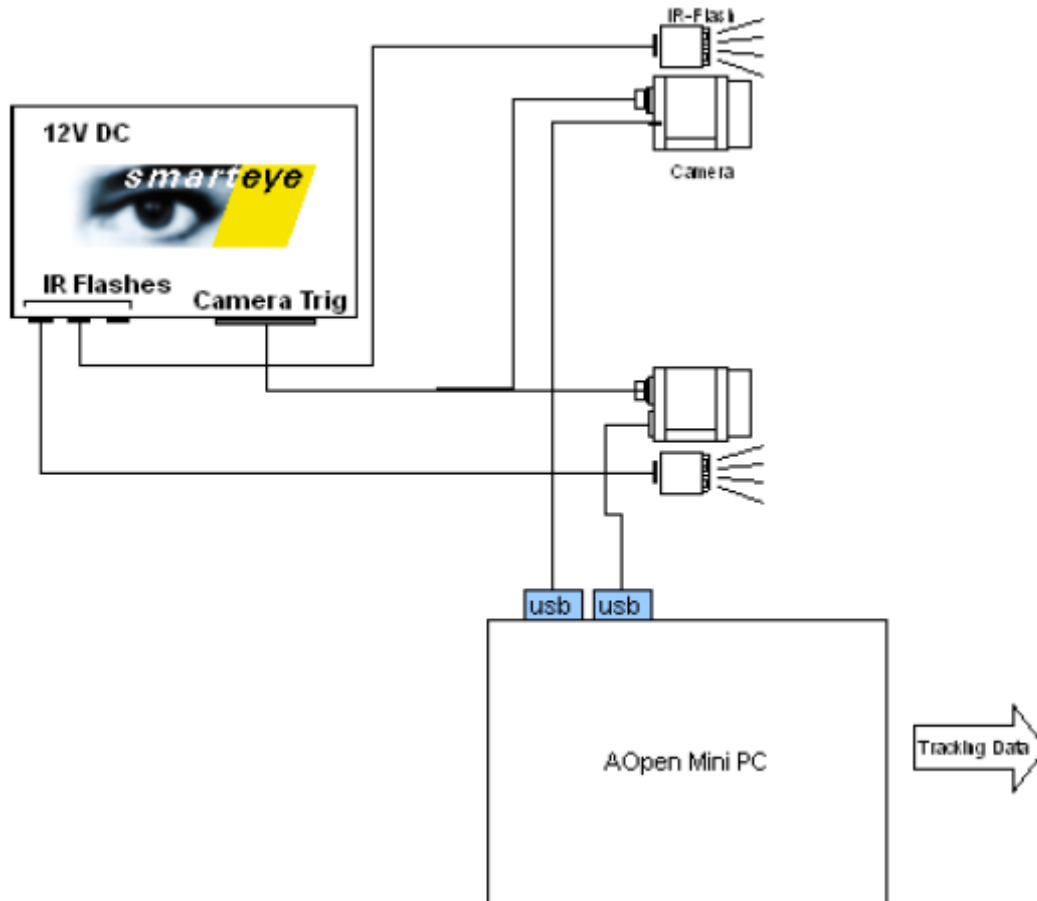 IR-Flash
12V DC
smarteye
Camera
IR Flashes
Camera Trig
usb
usb
AOpen Mini PC
Tracking Data